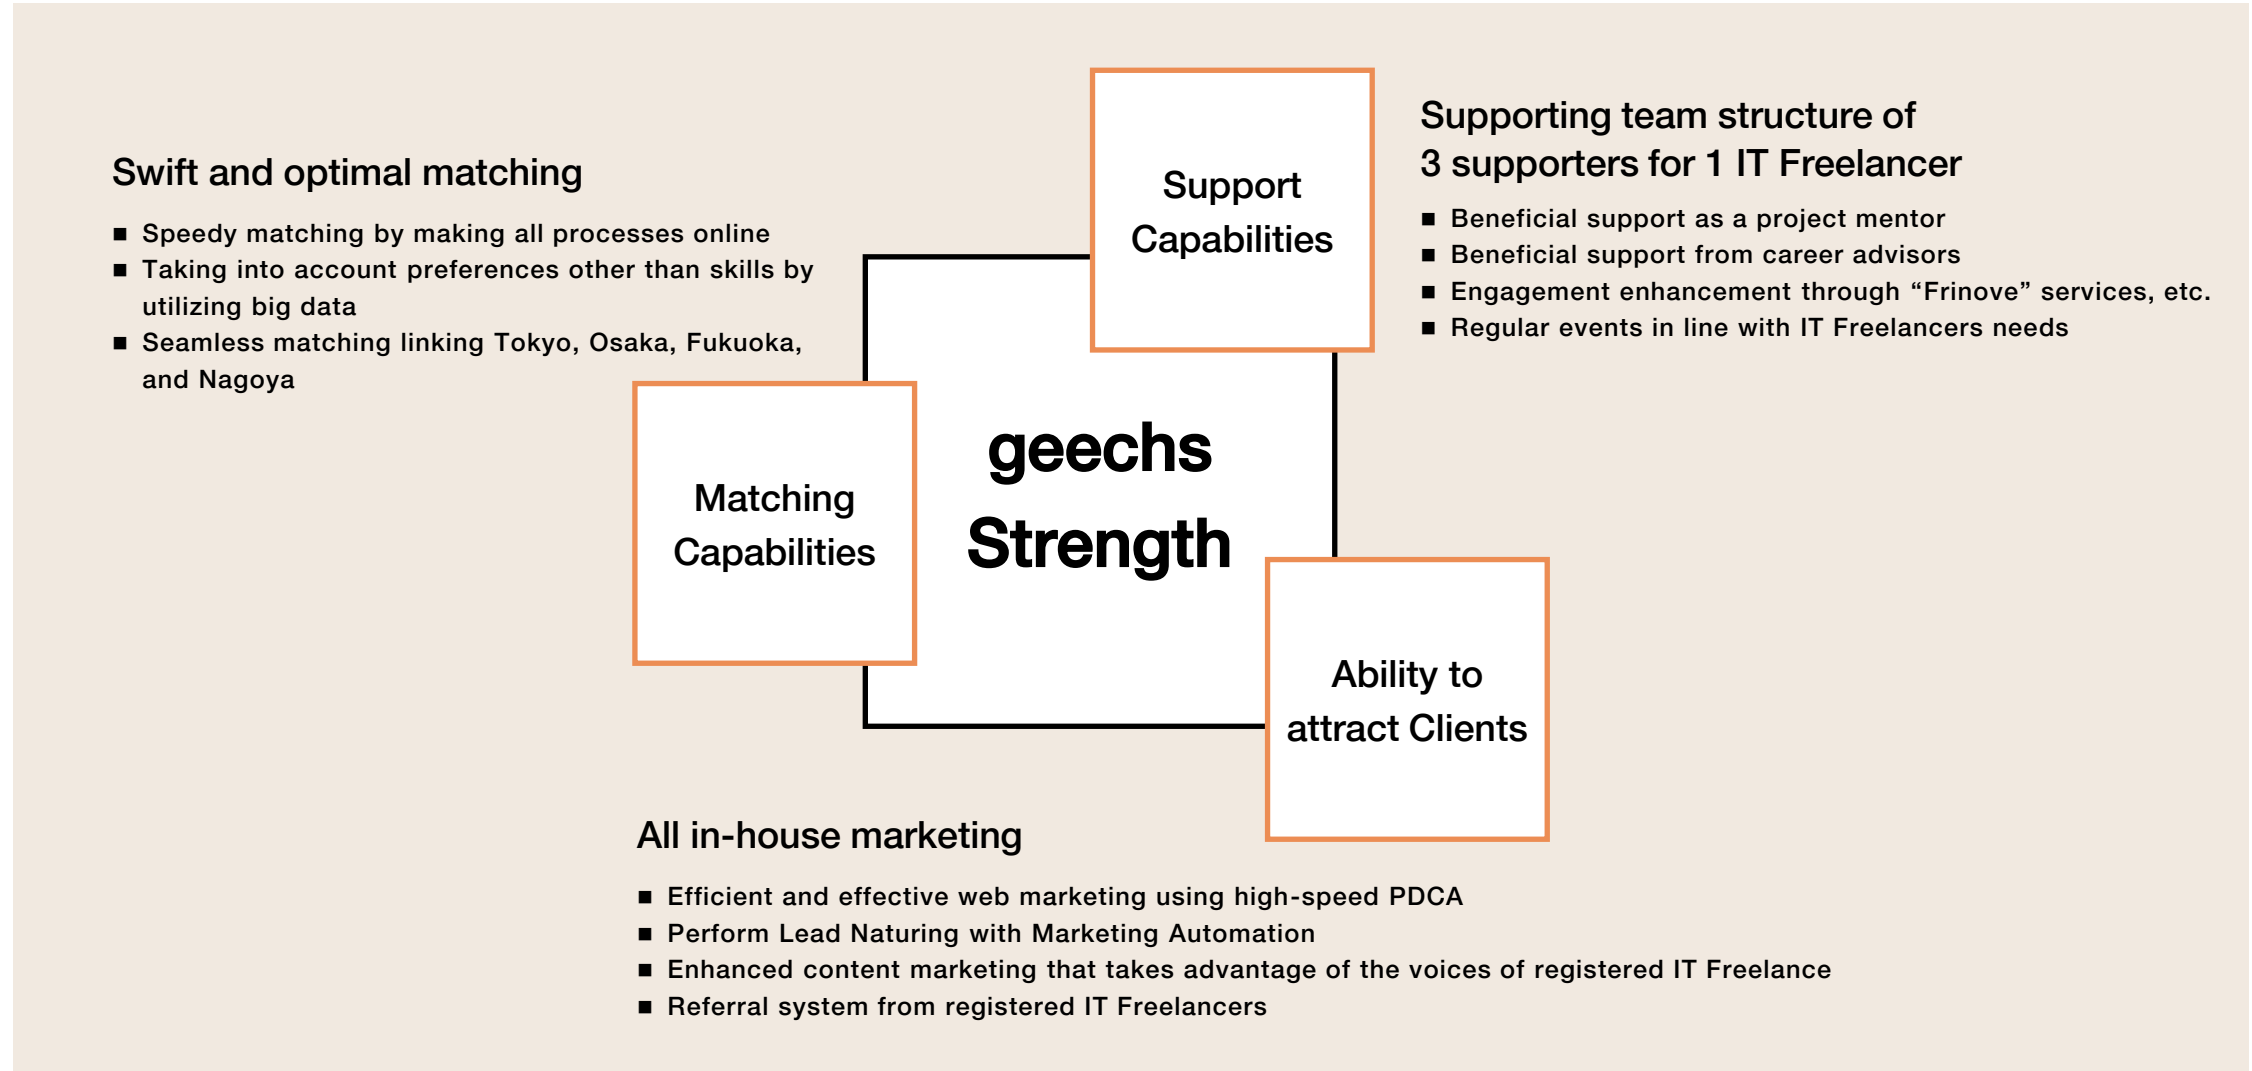 Swift and optimal matching
■ Speedy matching by making all processes online
■ Taking into account preferences other than skills by
utilizing big data
■ Seamless matching linking Tokyo, Osaka, Fukuoka,
and Nagoya
Support
Capabilities
Supporting team structure of
3 supporters for 1 IT Freelancer
■ Beneficial support as a project mentor
■ Beneficial support from career advisors
■ Engagement enhancement through “Frinove” services, etc.
■ Regular events in line with IT Freelancers needs
Matching
Capabilities
geechs
Strength
Ability to
attract Clients
All in-house marketing
■ Efficient and effective web marketing using high-speed PDCA
■ Perform Lead Naturing with Marketing Automation
■ Enhanced content marketing that takes advantage of the voices of registered IT Freelance
■ Referral system from registered IT Freelancers